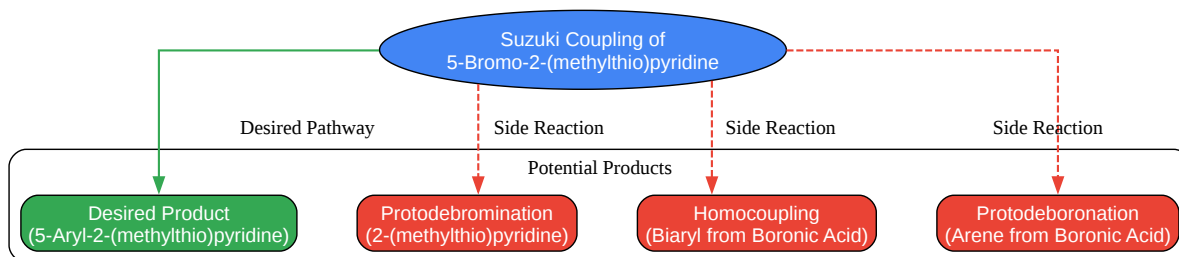 Suzuki Coupling of
5-Bromo-2-(methylthio)pyridine
Desired Pathway
Side Reaction
Side Reaction
Side Reaction
Potential Products
Desired Product
(5-Aryl-2-(methylthio)pyridine)
Protodebromination
(2-(methylthio)pyridine)
Homocoupling
(Biaryl from Boronic Acid)
Protodeboronation
(Arene from Boronic Acid)